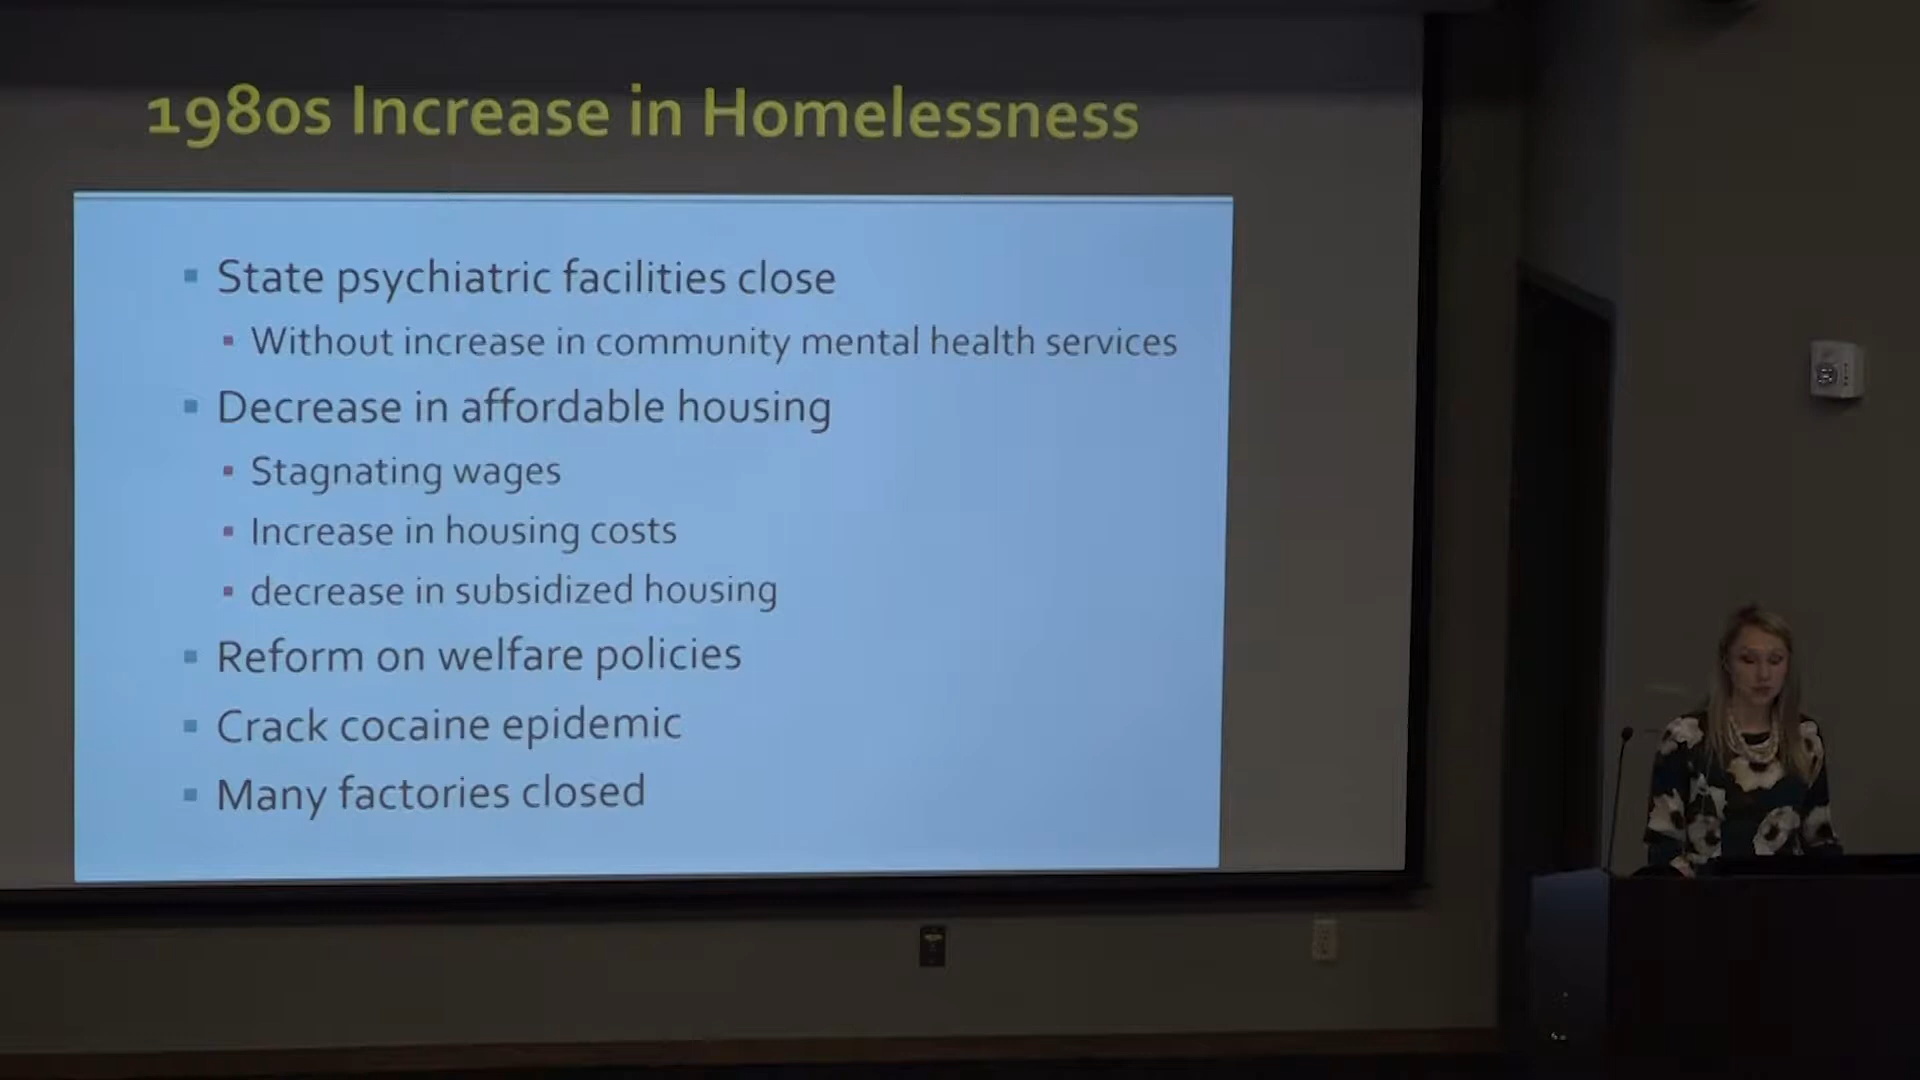 1980s Increase in Homelessness
State psychiatric facilities close
Without increase in community mental health services
Decrease in affordable housing
Stagnating wages
Increase in housing costs
decrease in subsidized housing
Reform on welfare policies
Crack cocaine epidemic
Many factories closed